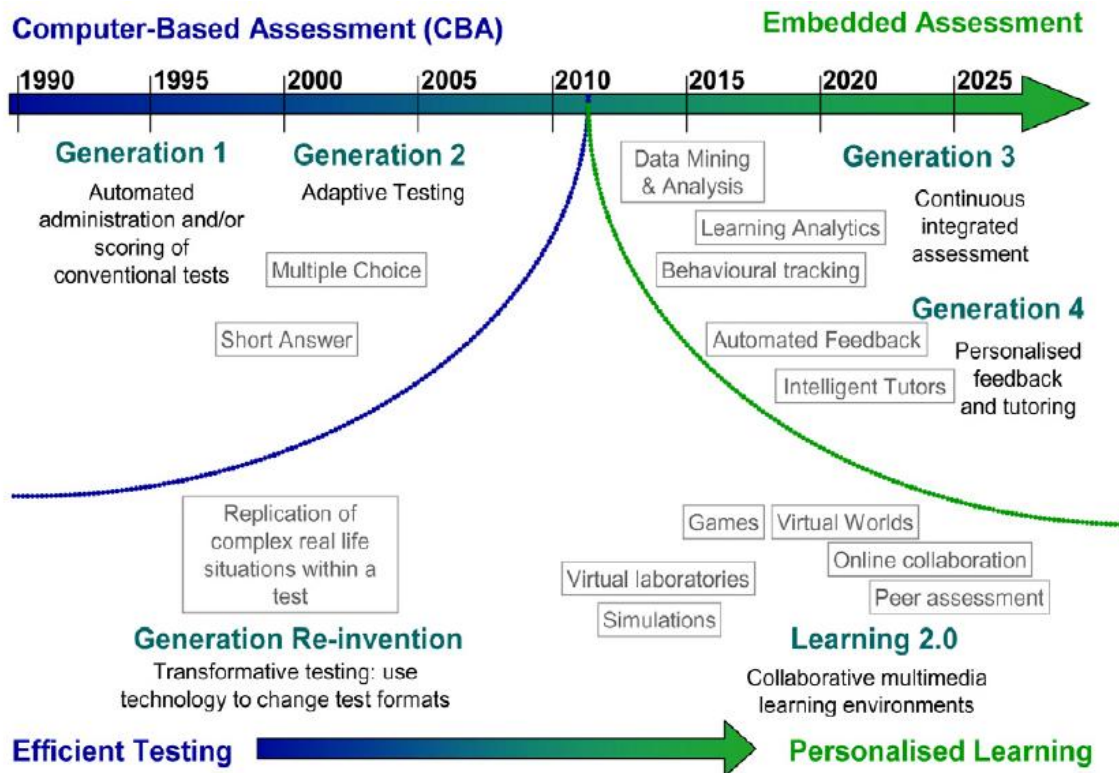 Computer-Based Assessment (CBA)
Embedded Assessment
1990 1995 2000 2005 2010 2015 2020 2025
Generation 1
Automated
administration and/or
scoring of
conventional tests
Generation 2
Adaptive Testing
Multiple Choice
Short Answer
Data Mining
& Analysis
Learning Analytics
Behavioural tracking
Generation 3
Continuous
integrated
assessment
Automated Feedback
Intelligent Tutors
Generation 4
Personalised
feedback
and tutoring
Replication of
complex real life
situations within a
test
Generation Re-invention
Transformative testing: use
technology to change test formats
Games
Virtual Worlds
Online collaboration
Virtual laboratories
Peer assessment
Simulations
Learning 2.0
Collaborative multimedia
learning environments
Efficient Testing
Personalised Learning